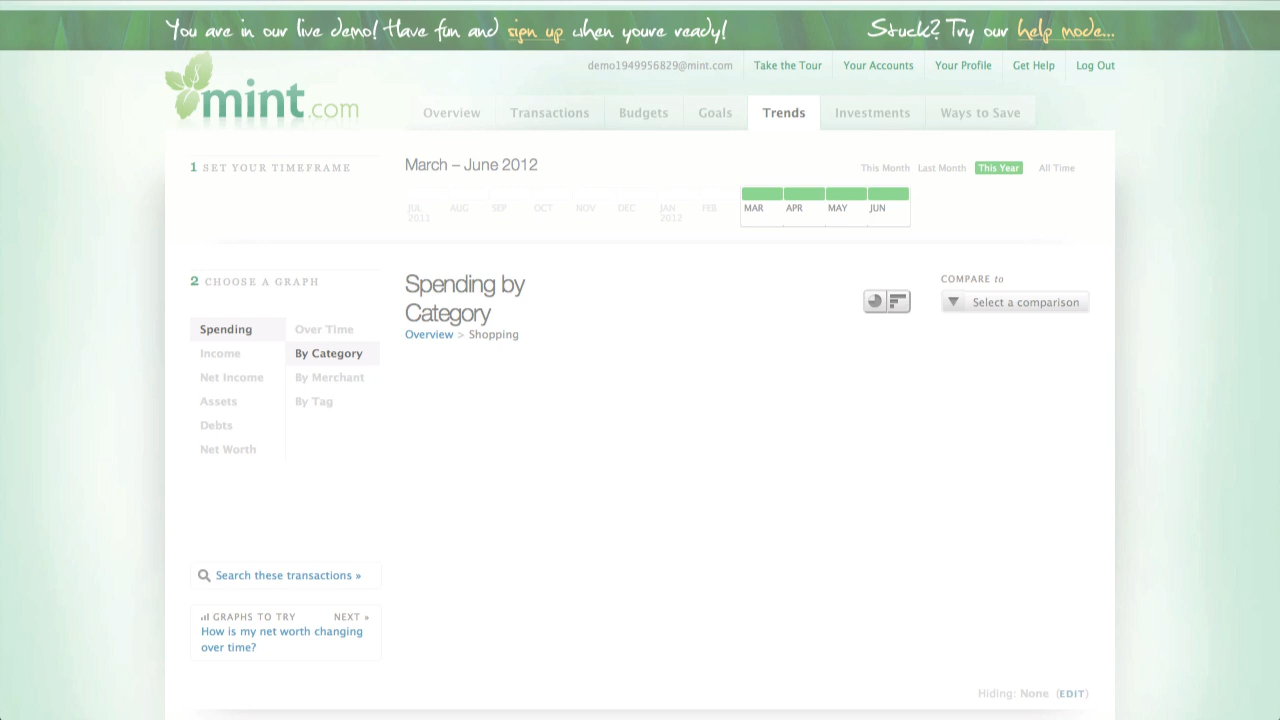 You are in our live demo! Have fun and sign up when youre ready!
Stuck? Try our help mode...
demo1949956829@mint.com
Take the Tour
Your Accounts
Your Profile
Get Help
Log Out
mint.com
Overview
Transactions
Budgets
Goals
Trends
Investments
Ways to Save
1 SET YOUR TIMEFRAME
March – June 2012
This Month
Last Month
This Year
All Time
JUL
2011
AUG
SEP
OCT
NOV
DEC
JAN
2012
FEB
MAR
APR
MAY
JUN
2 CHOOSE A GRAPH
Spending
Income
Net Income
Assets
Debts
Net Worth
Over Time
By Category
By Merchant
By Tag
Spending by
Category
Overview > Shopping
COMPARE to
Select a comparison
Search these transactions »
GRAPHS TO TRY
NEXT »
How is my net worth changing
over time?
Hiding: None (EDIT)